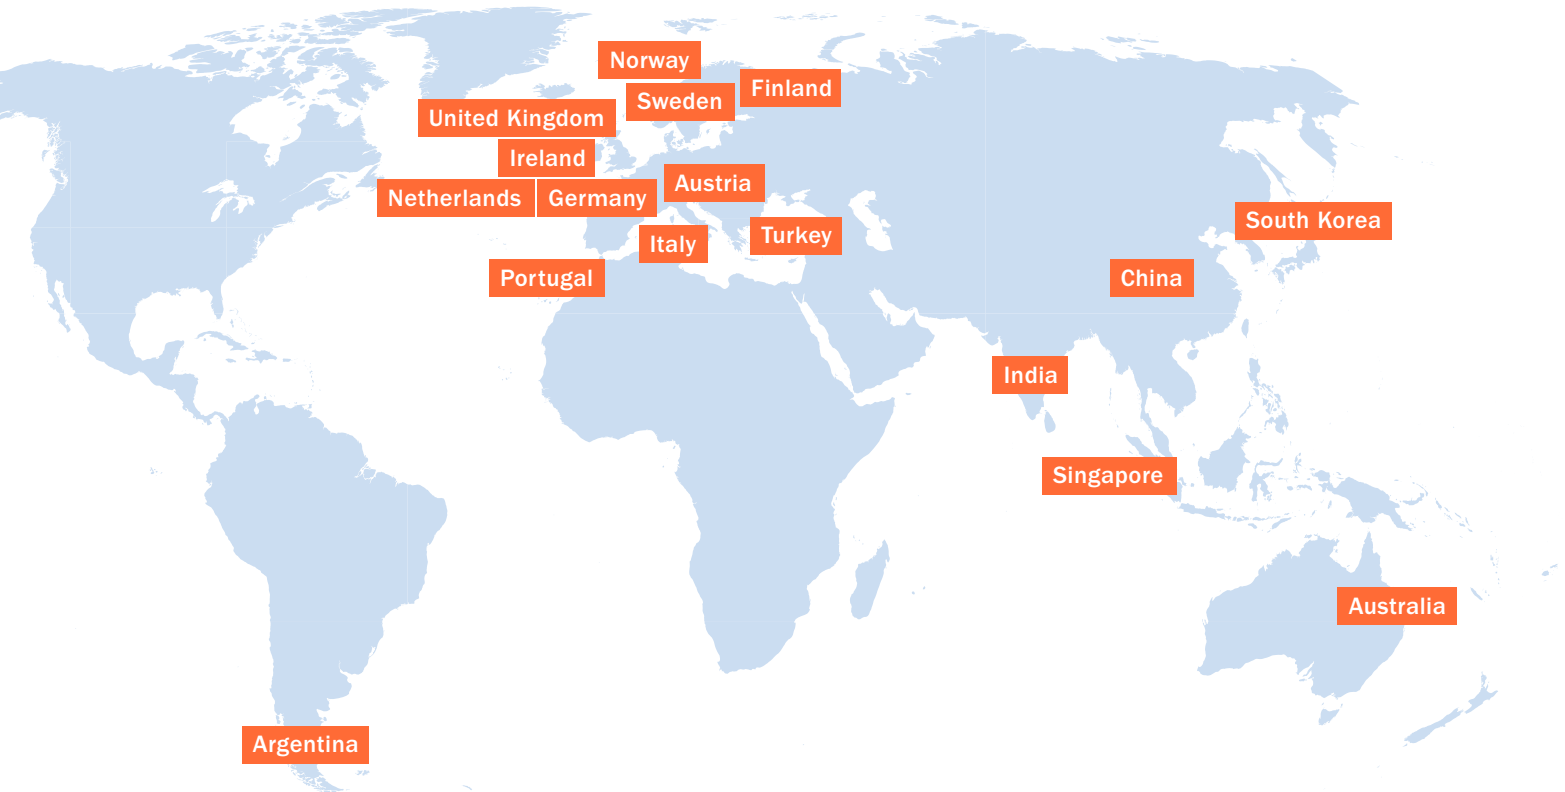 Norway
Finland
Sweden
United Kingdom
Ireland
Austria
Netherlands
Germany
South Korea
Turkey
Italy
Portugal
China
India
Singapore
Australia
Argentina